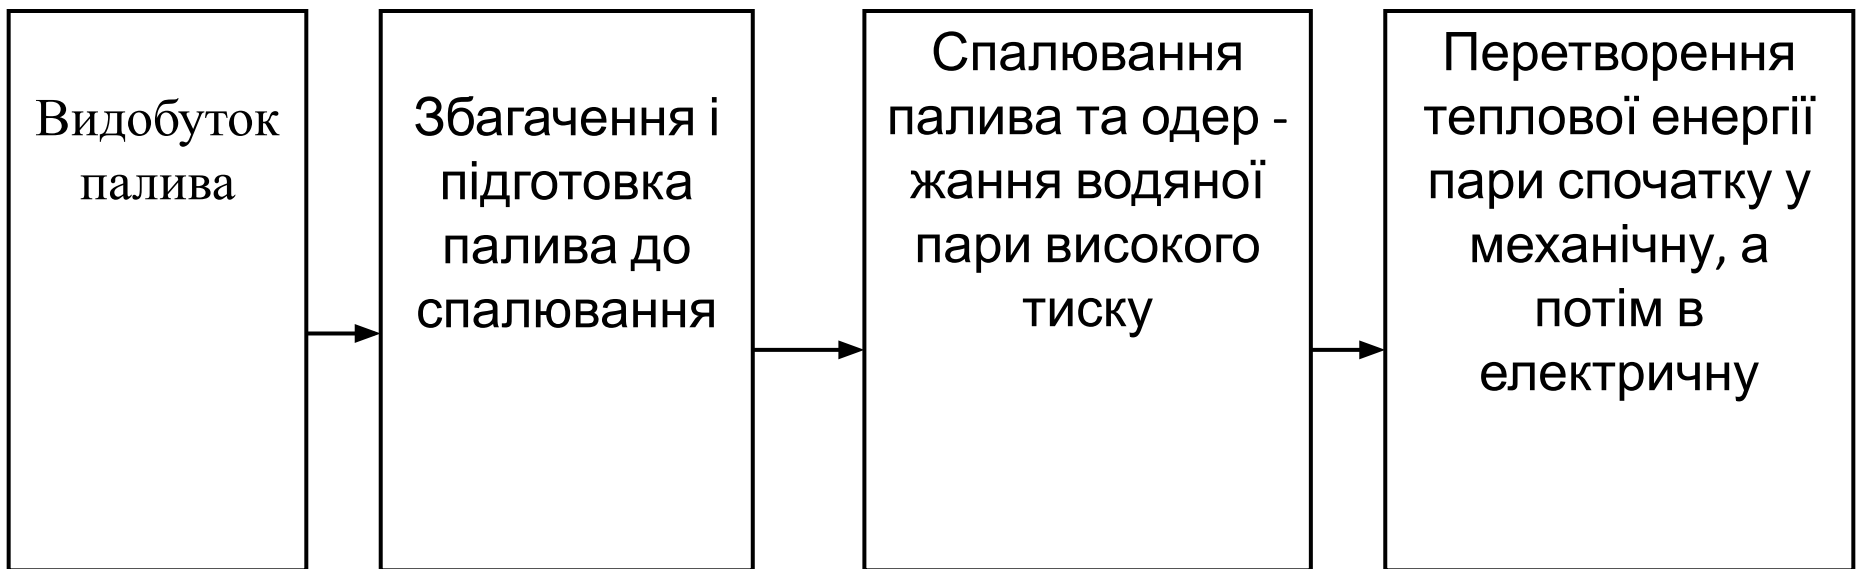 Видобуток
палива
Збагачення і
підготовка
палива до
спалювання
Спалювання
палива та одер -
жання водяної
пари високого
тиску
Перетворення
теплової енергії
пари спочатку у
механічну, а
потім в
електричну